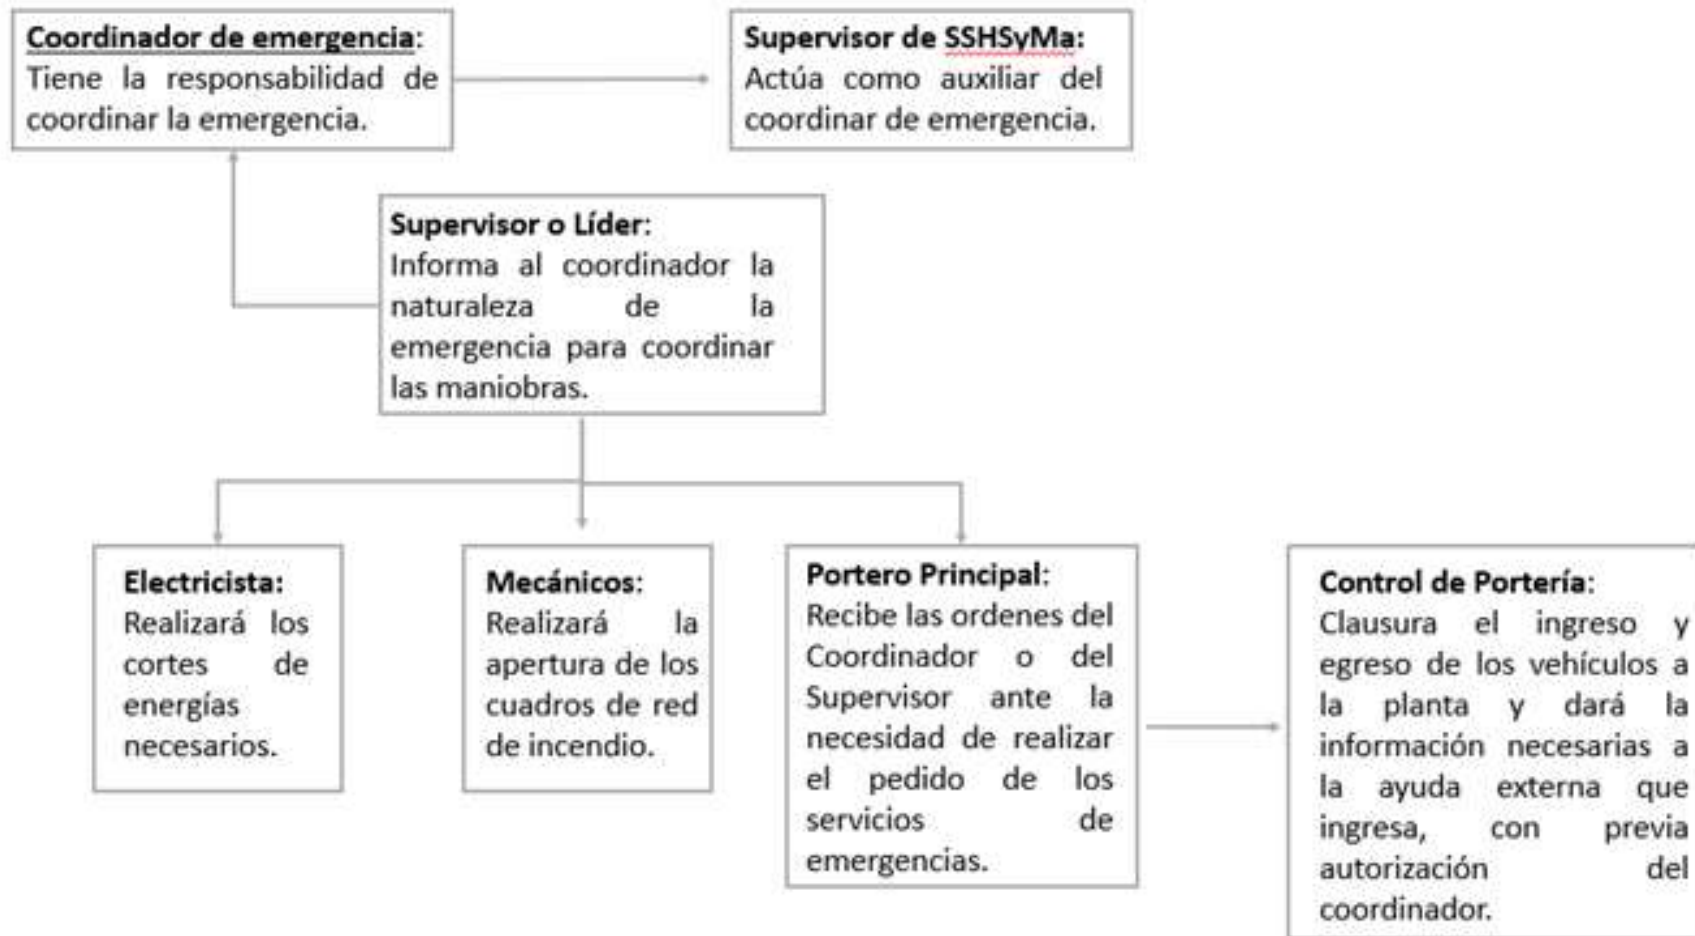 Coordinador de emergencia:
Tiene la responsabilidad de
coordinar la emergencia.
Supervisor de SSHSyMa:
Actúa como auxiliar del
coordinar de emergencia.
Supervisor o Líder:
Informa al coordinador la
naturaleza de la
emergencia para coordinar
las maniobras.
Electricista:
Realizará los
cortes de
energías
necesarios.
Mecánicos:
Realizará la
apertura de los
cuadros de red
de incendio.
Portero Principal:
Recibe las ordenes del
Coordinador o del
Supervisor ante la
necesidad de realizar
el pedido de los
servicios de
emergencias.
Control de Portería:
Clausura el ingreso y
egreso de los vehículos a
la planta y dará la
información necesarias a
la ayuda externa que
ingresa, con previa
autorización del
coordinador.